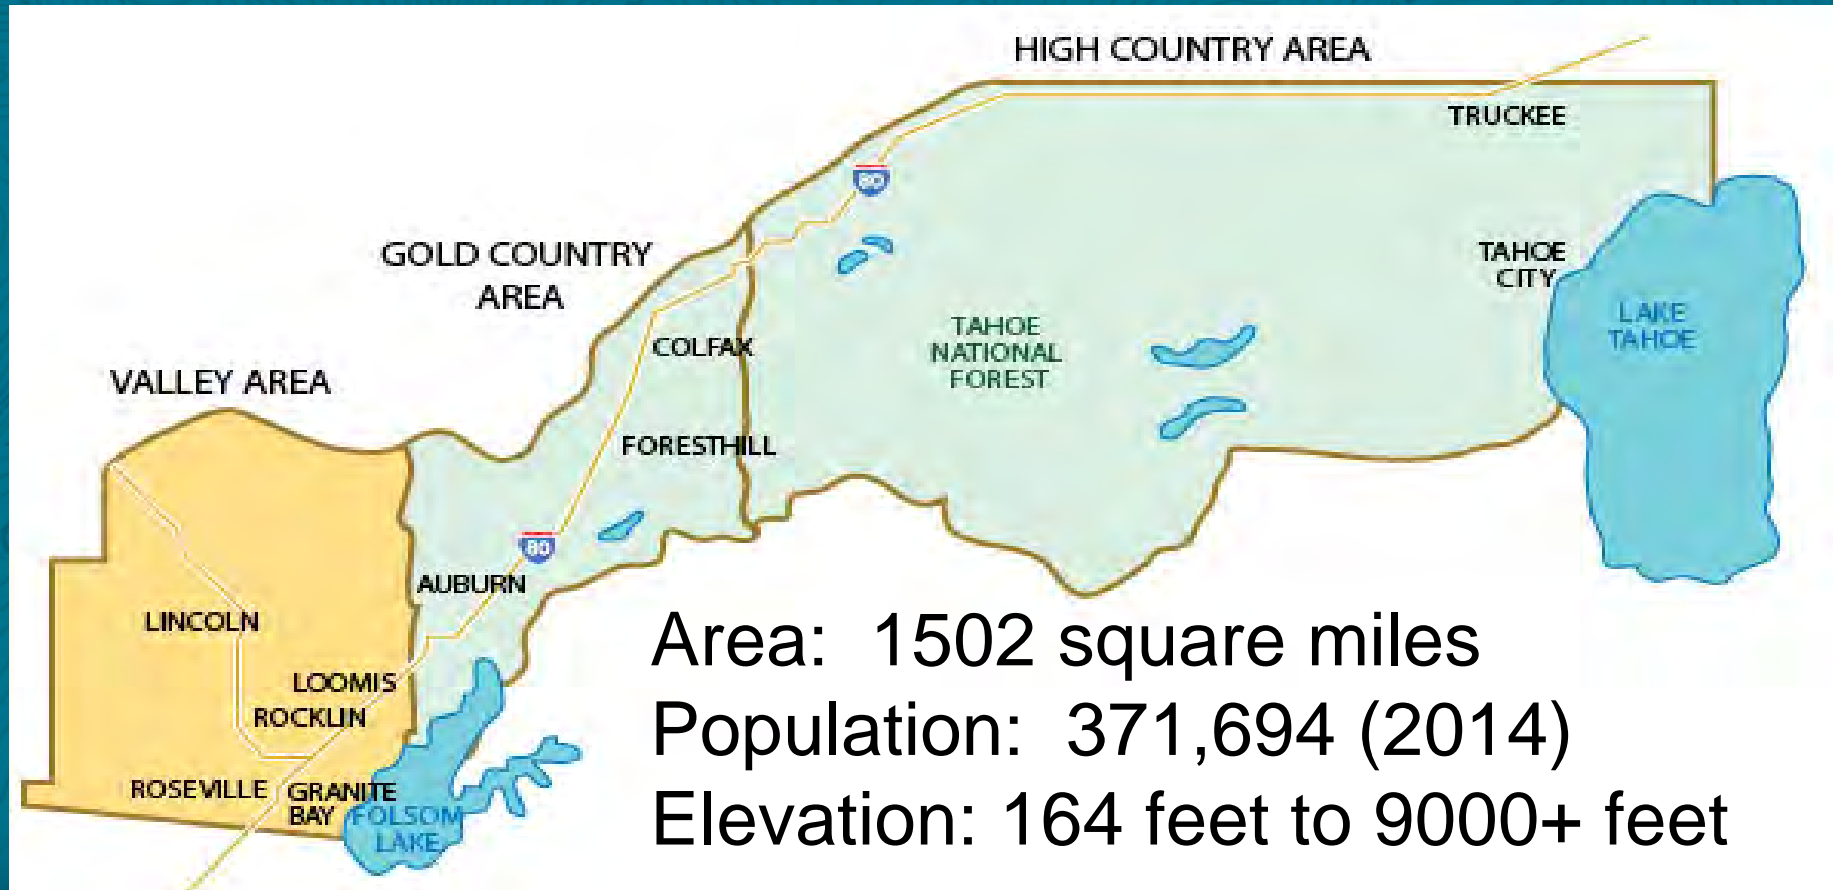 HIGH COUNTRY AREA
TRUCKEE
80
GOLD COUNTRY
AREA
TAHOE
CITY
LAKE
TAHOE
TAHOE
NATIONAL
FOREST
COLFAX
VALLEY AREA
FORESTHILL
80
AUBURN
LINCOLN
LOOMIS
ROCKLIN
ROSEVILLE
GRANITE
BAY
FOLSOM
LAKE
Area: 1502 square miles
Population: 371,694 (2014)
Elevation: 164 feet to 9000+ feet